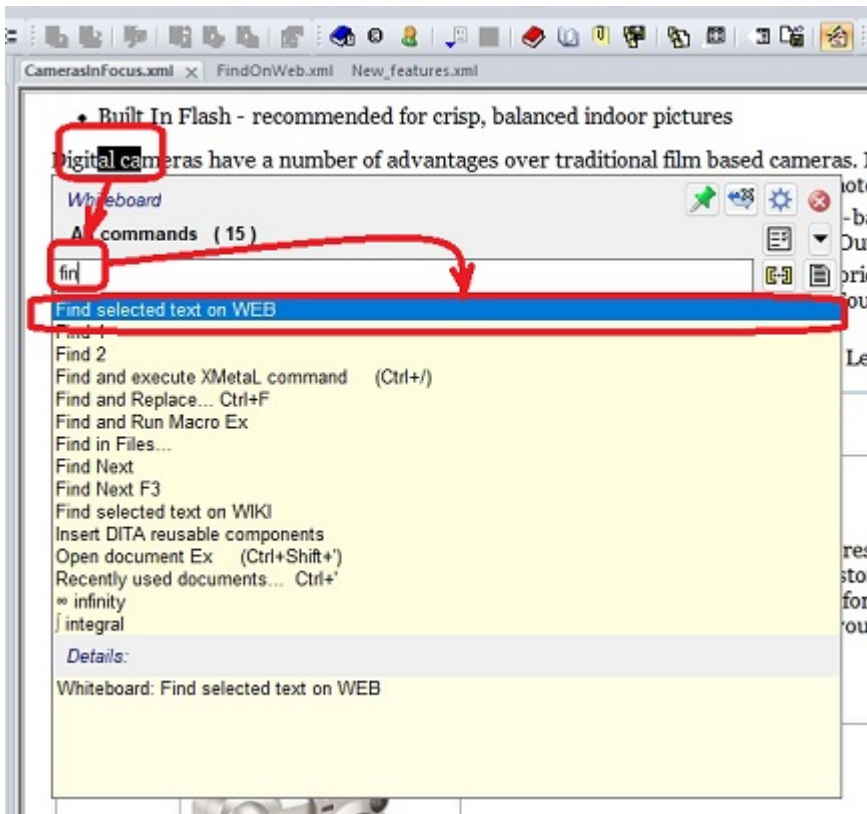 CamerasInFocus.xml FindOnWeb.xml New_features.xml
• Built In Flash - recommended for crisp, balanced indoor pictures
Digital cameras have a number of advantages over traditional film based cameras.
Whiteboard
All commands (15)
fin
Find selected text on WEB
Find 1
Find 2
Find and execute XMetaL command (Ctrl+/)
Find and Replace... Ctrl+F
Find and Run Macro Ex
Find in Files...
Find Next
Find Next F3
Find selected text on WIKI
Insert DITA reusable components
Open document Ex (Ctrl+Shift+')
Recently used documents... Ctrl+'
∞ infinity
∫ integral
Details:
Whiteboard: Find selected text on WEB